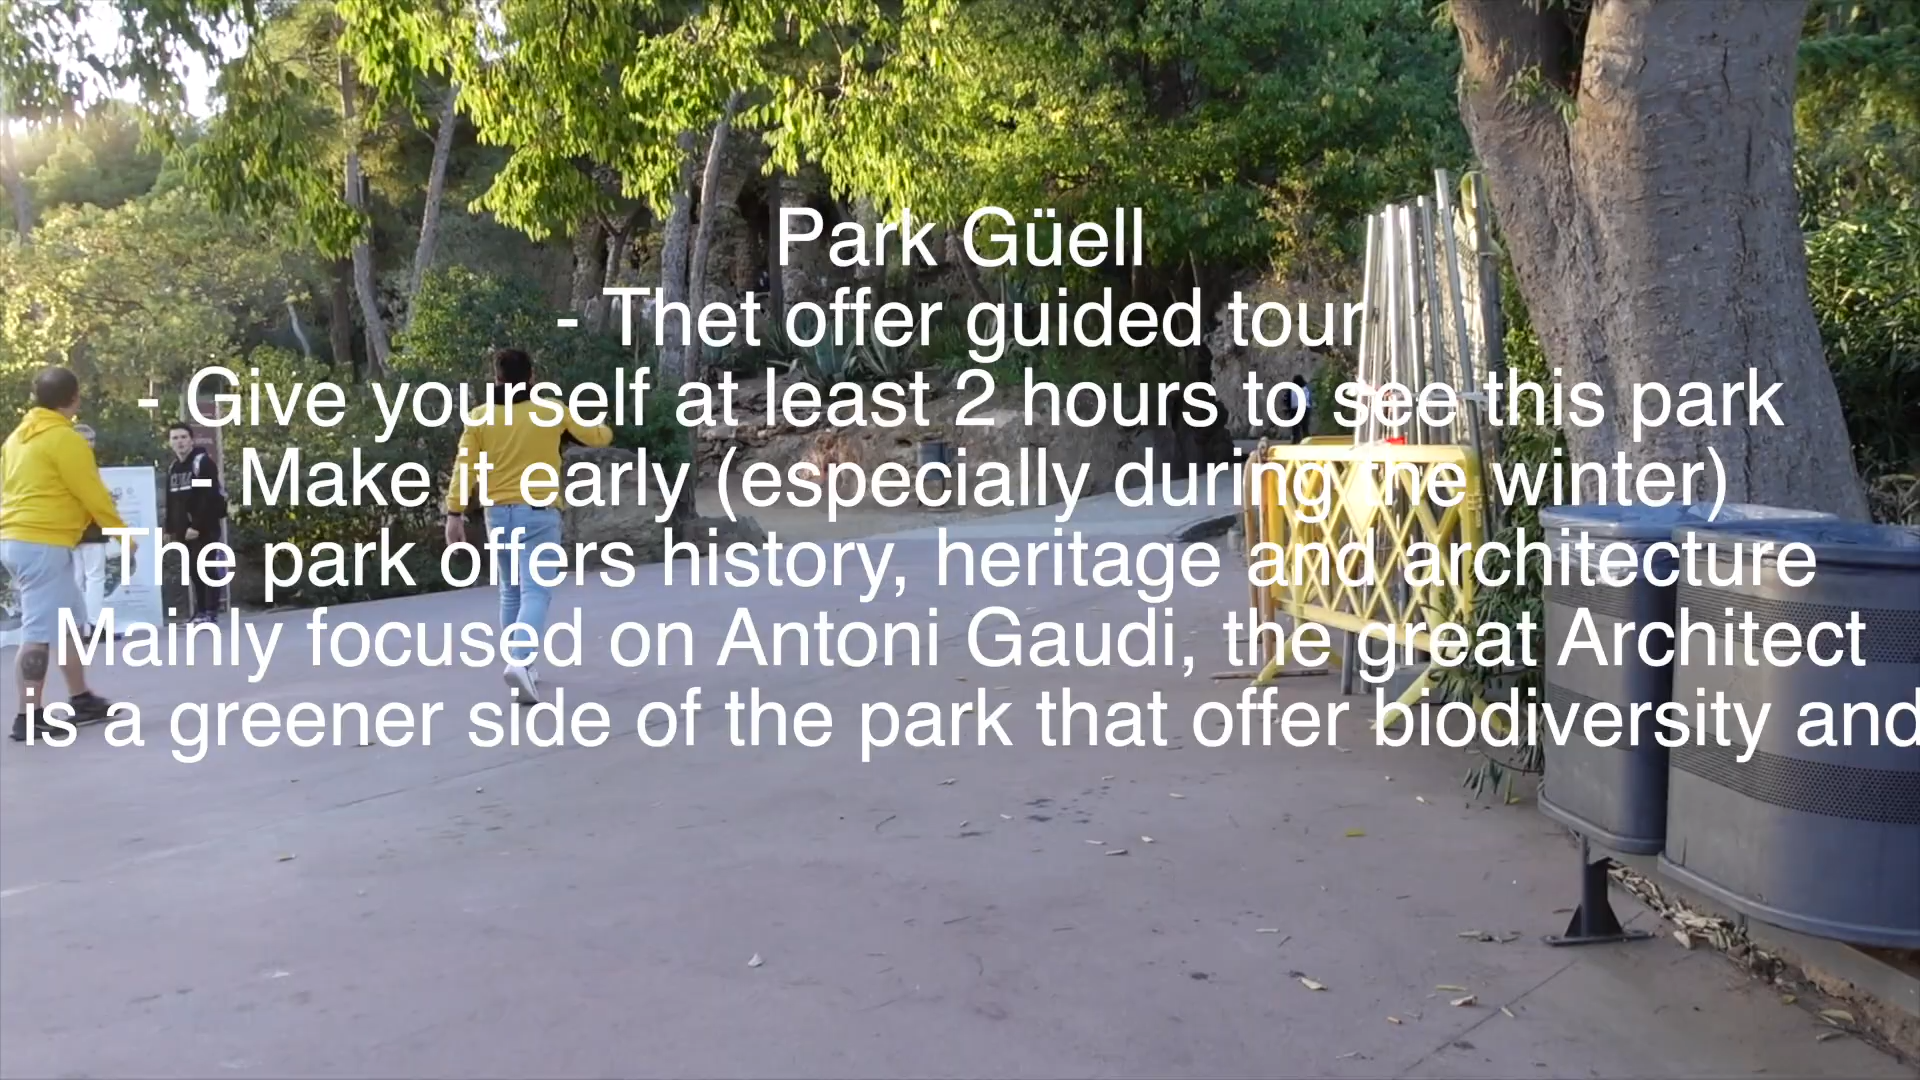 Park Güell
- Thet offer guided tour
- Give yourself at least 2 hours to see this park
- Make it early (especially during the winter)
The park offers history, heritage and architecture
Mainly focused on Antoni Gaudi, the great Architect
is a greener side of the park that offer biodiversity and